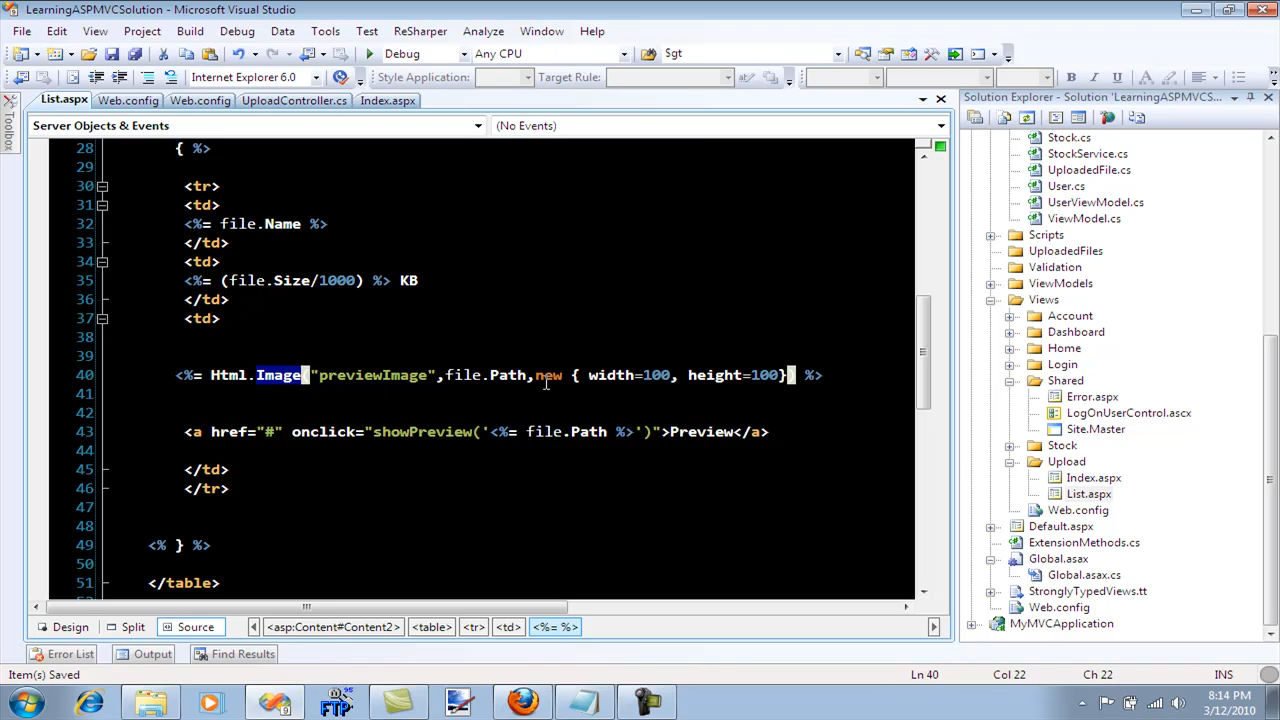 LearningASPMVCSolution - Microsoft Visual Studio
File Edit View Project Build Debug Data Tools Test ReSharper Analyze Window Help
Debug Any CPU Sgt
Internet Explorer 6.0 Style Application: Target Rule: B I U A
List.aspx Web.config Web.config UploadController.cs Index.aspx
Toolbox
Server Objects & Events (No Events)
28 { %>
29
30 <tr>
31 <td>
32 <%= file.Name %>
33 </td>
34 <td>
35 <%= (file.Size/1000) %> KB
36 </td>
37 <td>
38
39
40 <%= Html.Image("previewImage",file.Path,new { width=100, height=100}) %>
41
42
43 <a href="#" onclick="showPreview('<%= file.Path %>')">Preview</a>
44
45 </td>
46 </tr>
47
48
49 <% } %>
50
51 </table>
Design Split Source <asp:Content#Content2> <table> <tr> <td> <%= %>
Error List Output Find Results
Solution Explorer - Solution 'LearningASPMVCS...
Stock.cs
StockService.cs
UploadedFile.cs
User.cs
UserViewModel.cs
ViewModel.cs
Scripts
UploadedFiles
Validation
ViewModels
Views
Account
Dashboard
Home
Login
Shared
Error.aspx
LogOnUserControl.ascx
Site.Master
Stock
Upload
Index.aspx
List.aspx
Web.config
Default.aspx
ExtensionMethods.cs
Global.asax
Global.asax.cs
StronglyTypedViews.tt
Web.config
MyMVCApplication
Item(s) Saved Ln 40 Col 22 Ch 22 INS
FTP
8:14 PM
3/12/2010